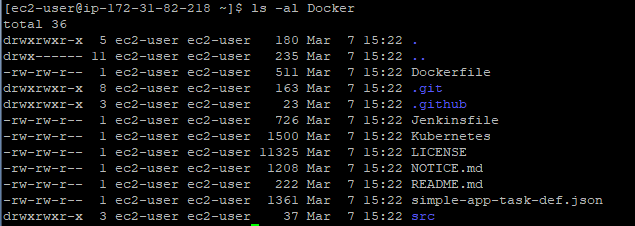 [ec2-user@ip-172-31-82-218 ~]$ ls -al Docker
total 36
drwxrwxr-x  5 ec2-user ec2-user   180 Mar  7 15:22 .
drwx------ 11 ec2-user ec2-user   235 Mar  7 15:22 ..
-rw-rw-r--  1 ec2-user ec2-user   511 Mar  7 15:22 Dockerfile
drwxrwxr-x  8 ec2-user ec2-user   163 Mar  7 15:22 .git
drwxrwxr-x  3 ec2-user ec2-user    23 Mar  7 15:22 .github
-rw-rw-r--  1 ec2-user ec2-user   726 Mar  7 15:22 Jenkinsfile
-rw-rw-r--  1 ec2-user ec2-user  1500 Mar  7 15:22 Kubernetes
-rw-rw-r--  1 ec2-user ec2-user 11325 Mar  7 15:22 LICENSE
-rw-rw-r--  1 ec2-user ec2-user  1208 Mar  7 15:22 NOTICE.md
-rw-rw-r--  1 ec2-user ec2-user   222 Mar  7 15:22 README.md
-rw-rw-r--  1 ec2-user ec2-user  1361 Mar  7 15:22 simple-app-task-def.json
drwxrwxr-x  3 ec2-user ec2-user    37 Mar  7 15:22 src